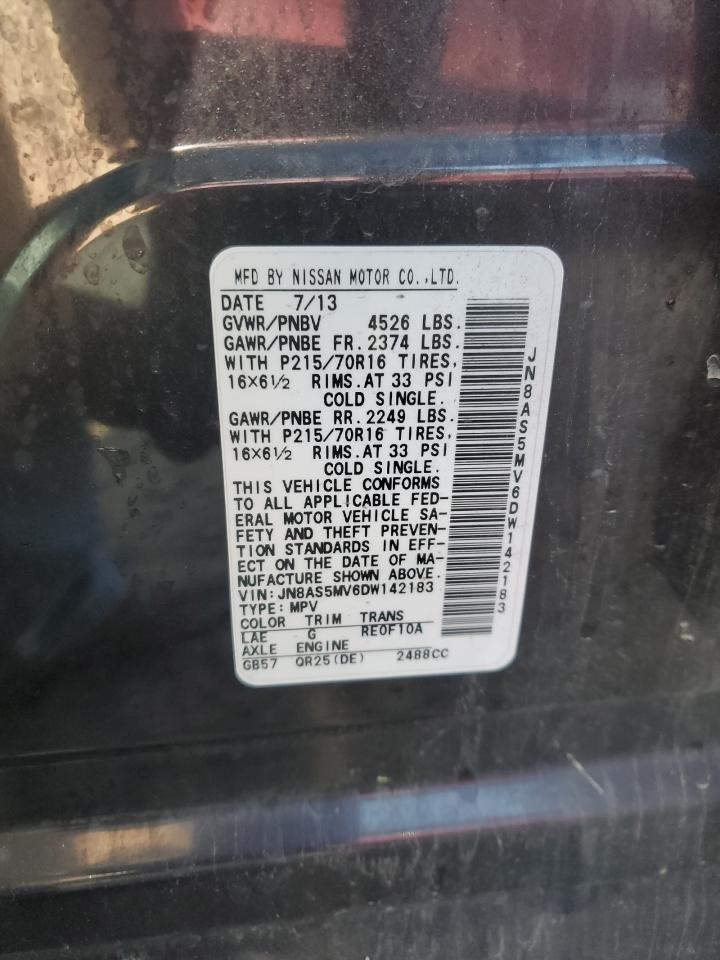 MFD BY NISSAN MOTOR CO.,LTD.
DATE 7/13
GVWR/PNBV 4526 LBS.
GAWR/PNBE FR. 2374 LBS.
WITH P215/70R16 TIRES,
16×6½ RIMS. AT 33 PSI
COLD SINGLE.
GAWR/PNBE RR. 2249 LBS.
WITH P215/70R16 TIRES,
16×6½ RIMS. AT 33 PSI
COLD SINGLE.
THIS VEHICLE CONFORMS
TO ALL APPLICABLE FED-
ERAL MOTOR VEHICLE SA-
FETY AND THEFT PREVEN-
TION STANDARDS IN EFF-
ECT ON THE DATE OF MA-
NUFACTURE SHOWN ABOVE.
VIN: JN8AS5MV6DW142183
TYPE: MPV
COLOR TRIM TRANS
LAE G RE0F10A
AXLE ENGINE
GB57 QR25(DE) 2488CC
JN8AS5MV6DW142183